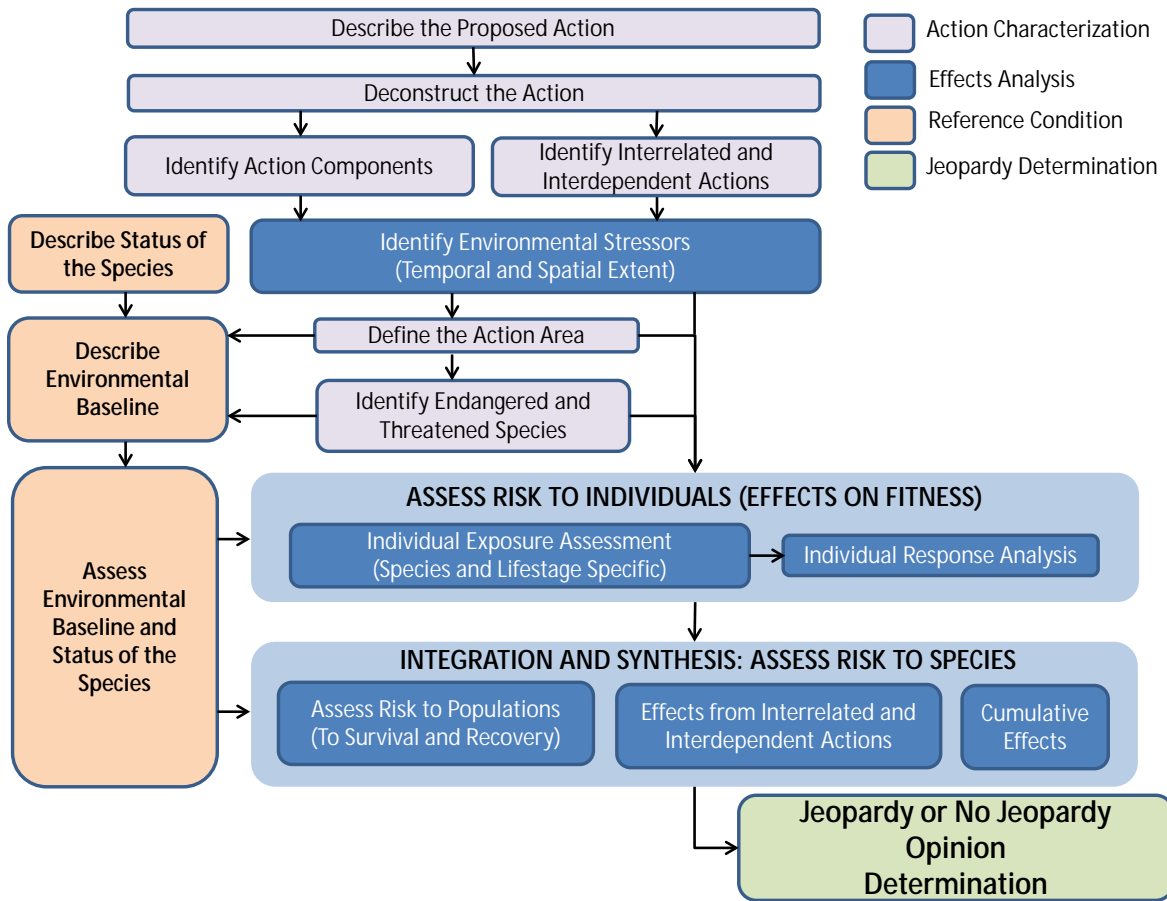 Describe the Proposed Action
Action Characterization
Effects Analysis
Reference Condition
Jeopardy Determination
Deconstruct the Action
Identify Action Components
Identify Interrelated and
Interdependent Actions
Describe Status of
the Species
Identify Environmental Stressors
(Temporal and Spatial Extent)
Define the Action Area
Describe
Environmental
Baseline
Identify Endangered and
Threatened Species
Assess
Environmental
Baseline and
Status of the
Species
ASSESS RISK TO INDIVIDUALS (EFFECTS ON FITNESS)
Individual Exposure Assessment
(Species and Lifestage Specific)
Individual Response Analysis
INTEGRATION AND SYNTHESIS: ASSESS RISK TO SPECIES
Assess Risk to Populations
(To Survival and Recovery)
Effects from Interrelated and
Interdependent Actions
Cumulative
Effects
Jeopardy or No Jeopardy
Opinion
Determination